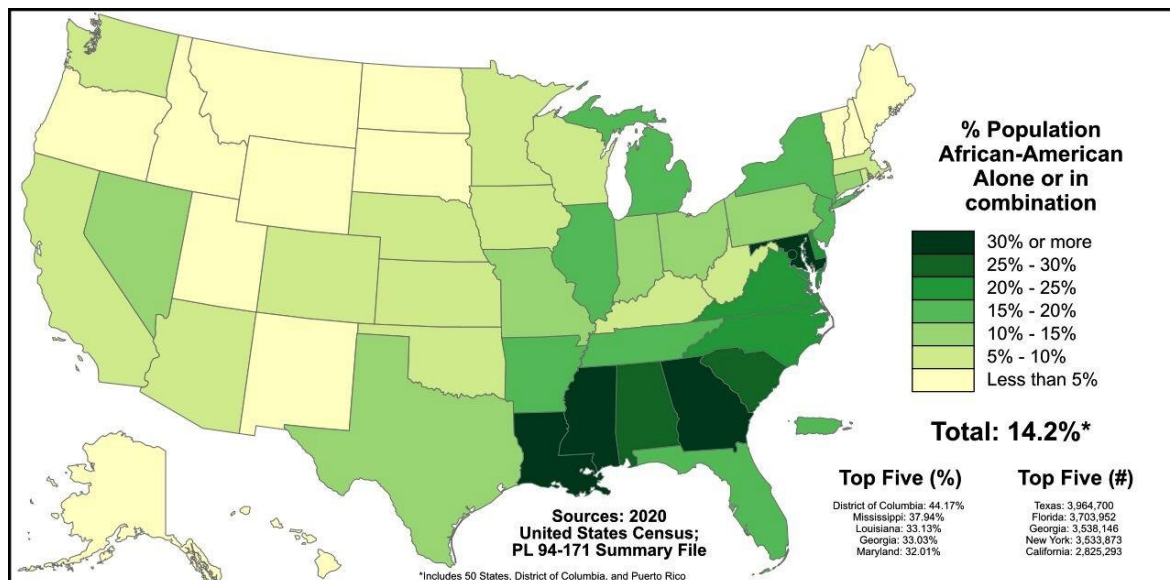 % Population
African-American
Alone or in
combination
30% or more
25% - 30%
20% - 25%
15% - 20%
10% - 15%
5% - 10%
Less than 5%
Total: 14.2%*
Top Five (%)
District of Columbia: 44.17%
Mississippi: 37.94%
Louisiana: 33.13%
Georgia: 33.03%
Maryland: 32.01%
Top Five (#)
Texas: 3,964,700
Florida: 3,703,952
Georgia: 3,538,146
New York: 3,533,873
California: 2,825,293
Sources: 2020
United States Census;
PL 94-171 Summary File
*Includes 50 States, District of Columbia, and Puerto Rico